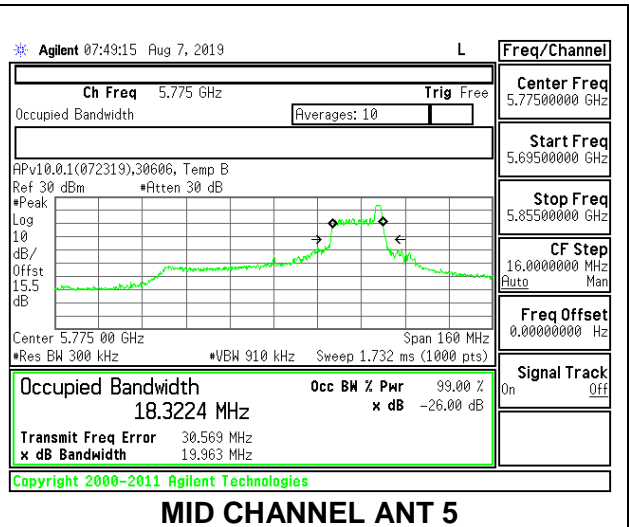 Agilent 07:49:15 Aug 7, 2019 L
Freq/Channel
Ch Freq 5.775 GHz Trig Free
Occupied Bandwidth Averages: 10
APv10.0.1(072319),30606, Temp B
Ref 30 dBm #Atten 30 dB
#Peak
Log
10
dB/
Offst
15.5
dB
Center 5.775 00 GHz Span 160 MHz
#Res BW 300 kHz #VBW 910 kHz Sweep 1.732 ms (1000 pts)
Occupied Bandwidth Occ BW % Pwr 99.00 %
18.3224 MHz x dB -26.00 dB
Transmit Freq Error 30.569 MHz
x dB Bandwidth 19.963 MHz
Copyright 2000-2011 Agilent Technologies
Center Freq
5.77500000 GHz
Start Freq
5.69500000 GHz
Stop Freq
5.85500000 GHz
CF Step
16.0000000 MHz
Auto Man
Freq Offset
0.00000000 Hz
Signal Track
On Off
MID CHANNEL ANT 5